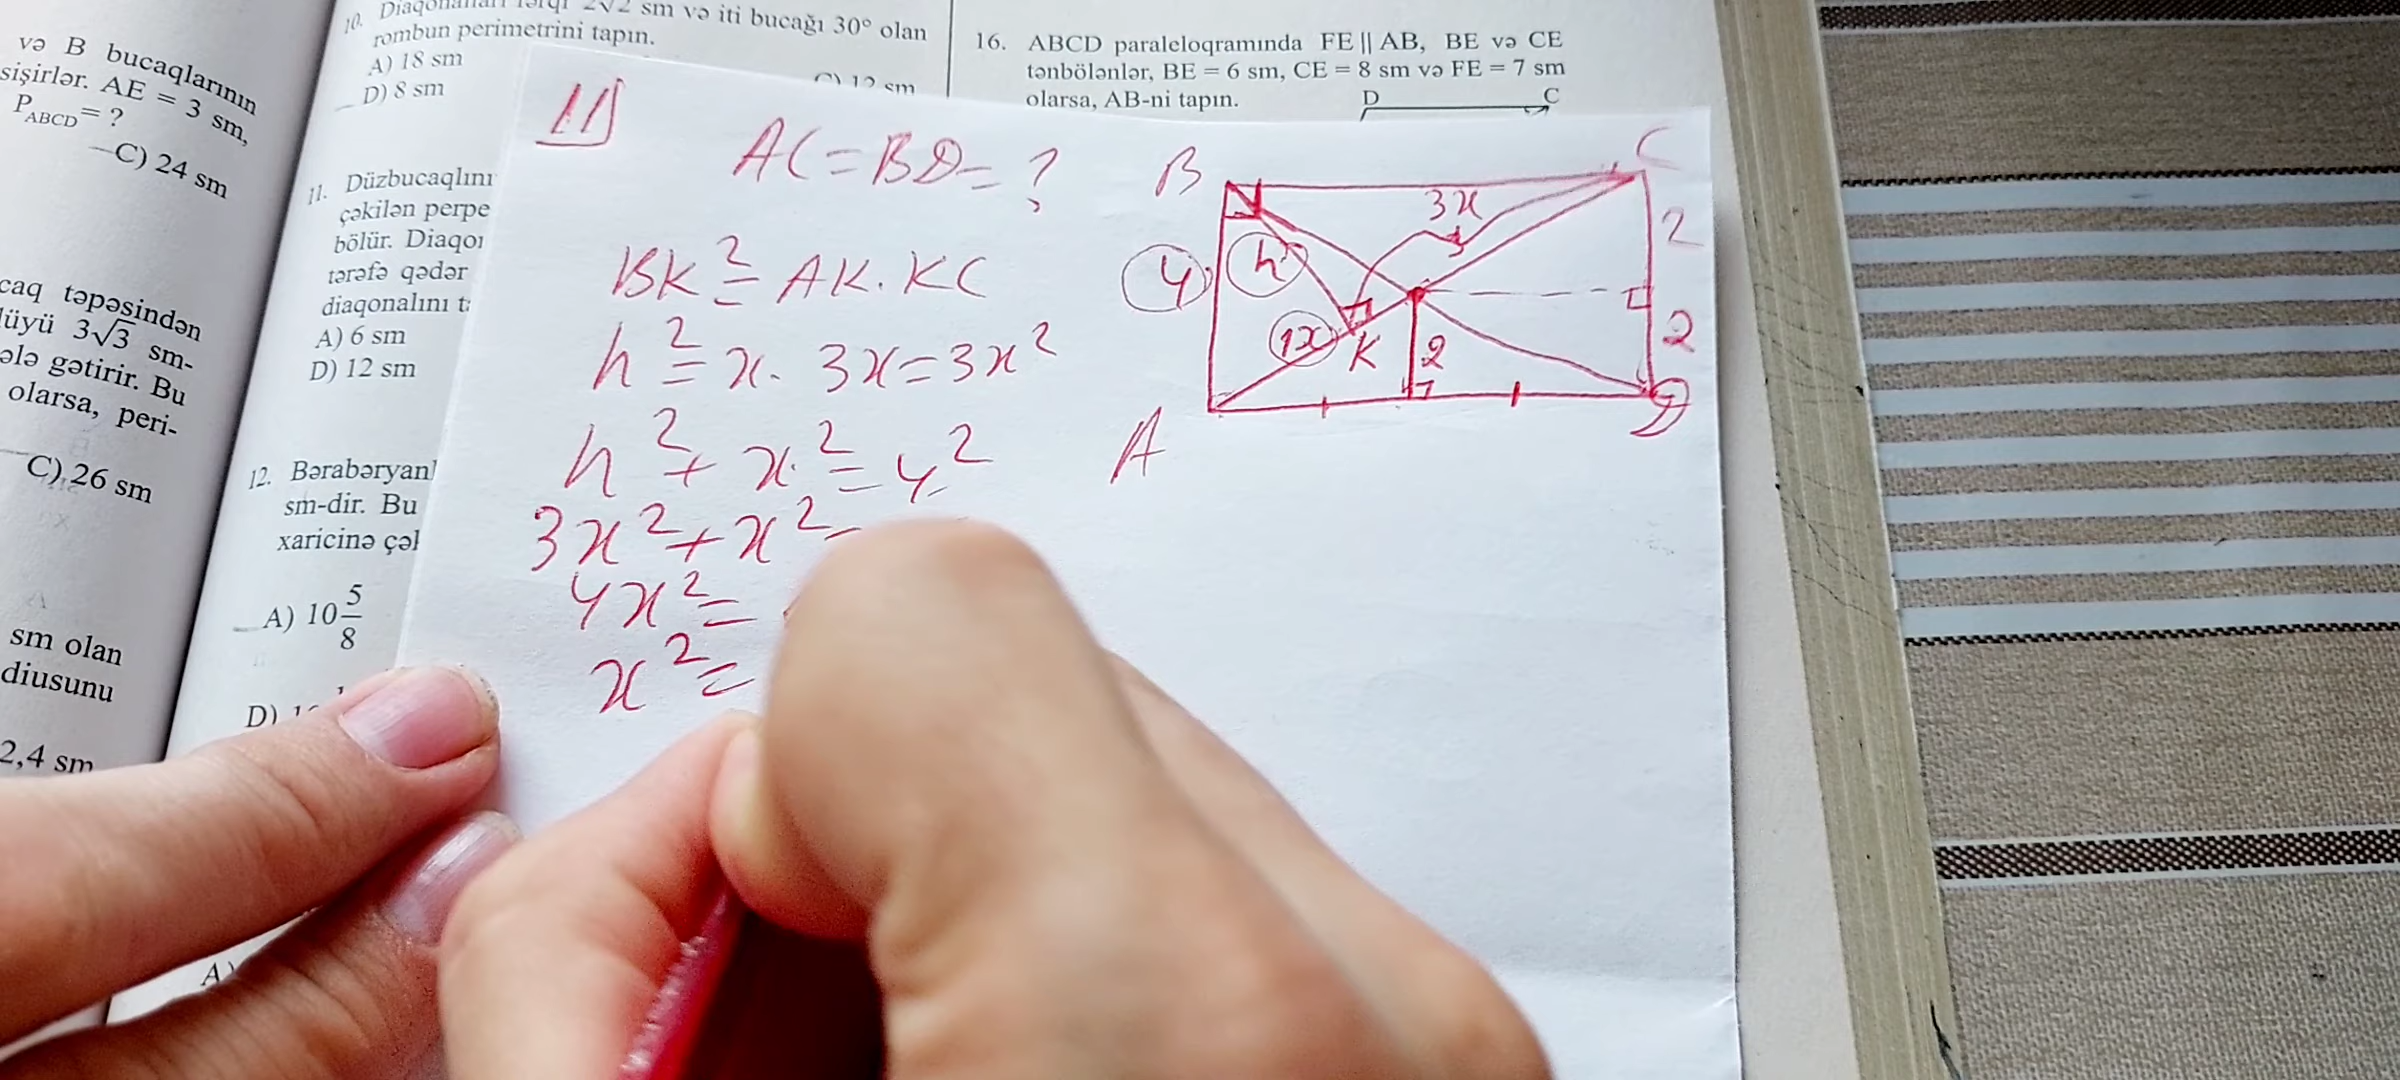 və B bucaqlarının
sişirlər. AE = 3 sm,
P_ABCD = ?
C) 24 sm
caq təpəsindən
lüyü 3√3 sm-
ələ gətirir. Bu
olarsa, peri-
C) 26 sm
sm olan
diusunu
2,4 sm
10. Diaqonalları fərqi 2√2 sm və iti bucağı 30° olan
rombun perimetrini tapın.
A) 18 sm
C) 12 sm
D) 8 sm
11. Düzbucaqlını
çəkilən perpe
bölür. Diaqo
tərəfə qədər
diaqonalını t
A) 6 sm
D) 12 sm
12. Bərabəryanl
sm-dir. Bu
xaricinə çəl
A) 10 5/8
D)
A)
16. ABCD paraleloqramında FE || AB, BE və CE
tənbölənlər, BE = 6 sm, CE = 8 sm və FE = 7 sm
olarsa, AB-ni tapın.
D C
11)
AC = BD = ?
BK² = AK. KC
h² = x. 3x = 3x²
h² + x² = 4²
3x² + x² =
4x² =
x² =
B C
3x
2
4 h
1x K 2 2
A D